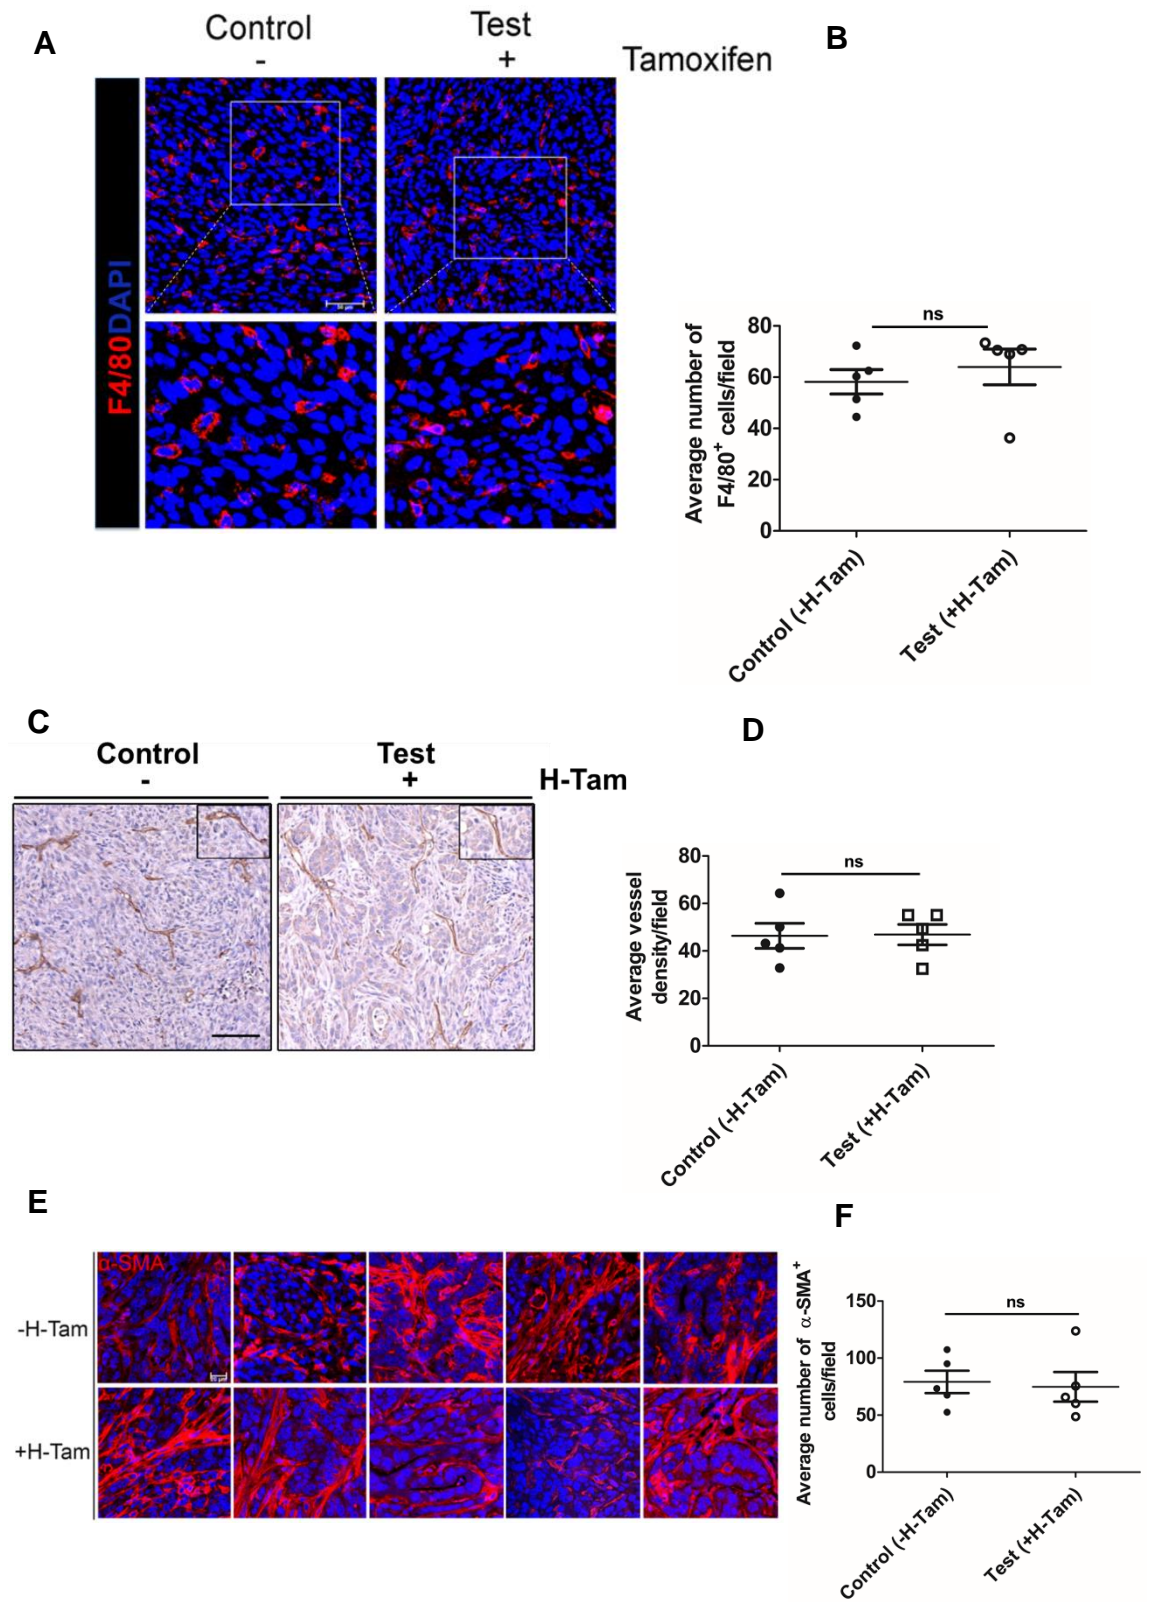 A
Control
Test
B
-
+
Tamoxifen
F4/80DAPI
50 µm
Average number of
F4/80+ cells/field
80
60
40
20
0
ns
Control (-H-Tam)
Test (+H-Tam)
C
D
Control
Test
-
+
H-Tam
Average vessel
density/field
80
60
40
20
0
ns
Control (-H-Tam)
Test (+H-Tam)
E
F
α-SMA
-H-Tam
+H-Tam
Average number of α-SMA+
cells/field
150
100
50
0
ns
Control (-H-Tam)
Test (+H-Tam)